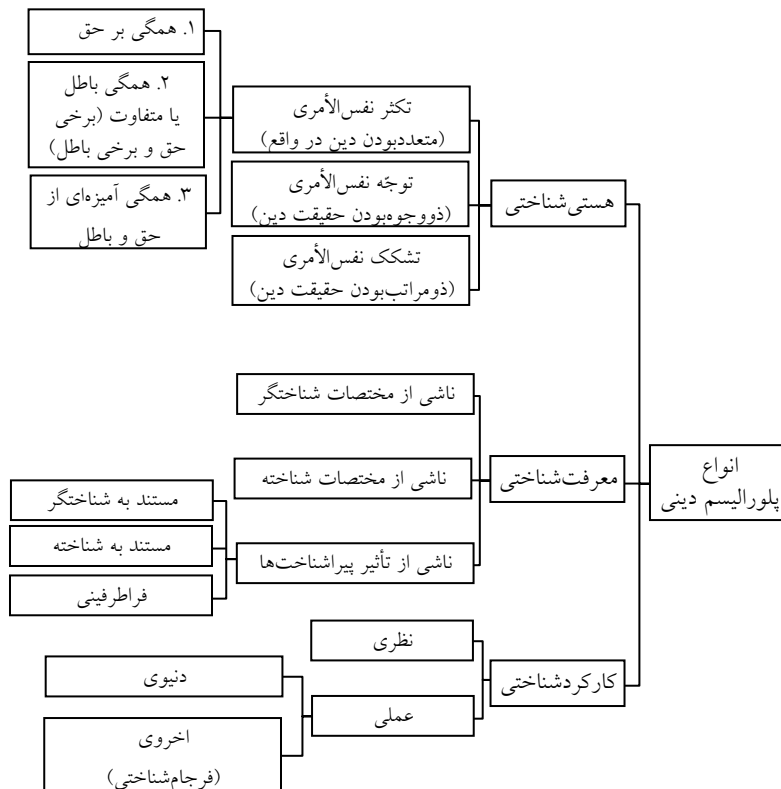 انواع
پلورالیسم دینی
هستی‌شناختی
تکثر نفس‌الأمری
(متعددبودن دین در واقع)
۱. همگی بر حق
۲. همگی باطل
یا متفاوت (برخی
حق و برخی باطل)
۳. همگی آمیزه‌ای از
حق و باطل
توجّه نفس‌الأمری
(ذووجوه‌بودن حقیقت دین)
تشکک نفس‌الأمری
(ذومراتب‌بودن حقیقت دین)
معرفت‌شناختی
ناشی از مختصات شناختگر
ناشی از مختصات شناخته
ناشی از تأثیر پیراشناخت‌ها
مستند به شناختگر
مستند به شناخته
فراطرفینی
کارکردشناختی
نظری
عملی
دنیوی
اخروی
(فرجام‌شناختی)